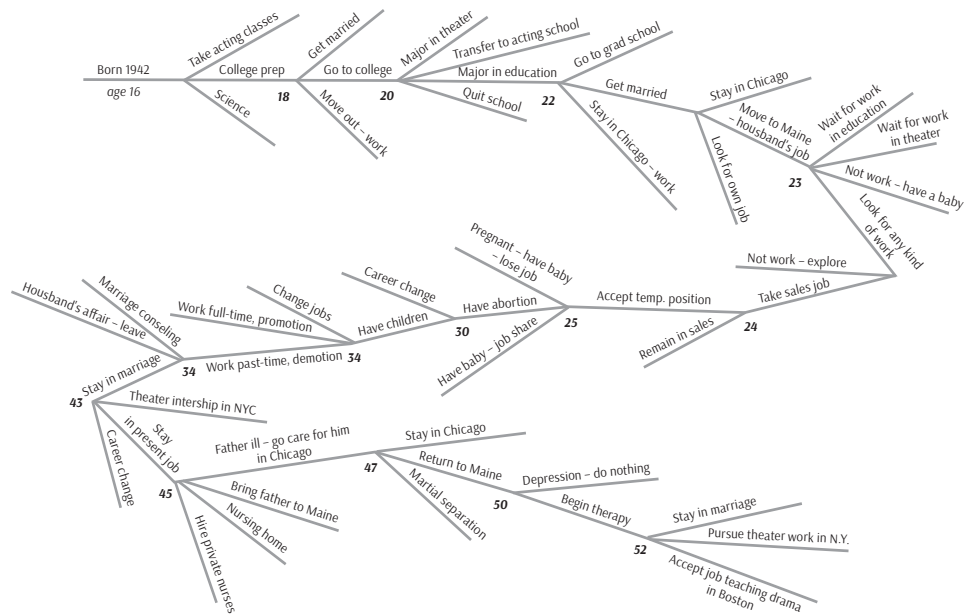 Born 1942
age 16
Take acting classes
College prep
Science
18
Get married
Go to college
Move out – work
20
Major in theater
Transfer to acting school
Major in education
Quit school
22
Go to grad school
Get married
Stay in Chicago – work
Stay in Chicago
Move to Maine
– housband's job
Look for own job
23
Wait for work
in education
Wait for work
in theater
Not work – have a baby
Look for any kind
of work
Not work – explore
Take sales job
24
Remain in sales
Accept temp. position
25
Pregnant – have baby
– lose job
Have abortion
Have baby – job share
30
Career change
Have children
34
Change jobs
Work full-time, promotion
Work past-time, demotion
34
Marriage conseling
Housband's affair – leave
Stay in marriage
43
Theater intership in NYC
Stay
in present job
Career change
45
Father ill – go care for him
in Chicago
Bring father to Maine
Nursing home
Hire private nurses
47
Stay in Chicago
Return to Maine
Martial separation
50
Depression – do nothing
Begin therapy
52
Stay in marriage
Pursue theater work in N.Y.
Accept job teaching drama
in Boston